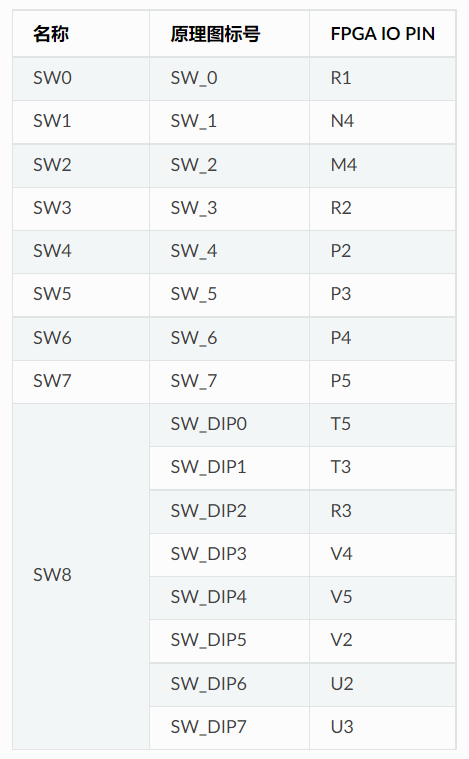 名称 原理图标号 FPGA IO PIN
SW0 SW_0 R1
SW1 SW_1 N4
SW2 SW_2 M4
SW3 SW_3 R2
SW4 SW_4 P2
SW5 SW_5 P3
SW6 SW_6 P4
SW7 SW_7 P5
SW_DIP0 T5
SW_DIP1 T3
SW_DIP2 R3
SW_DIP3 V4
SW8
SW_DIP4 V5
SW_DIP5 V2
SW_DIP6 U2
SW_DIP7 U3